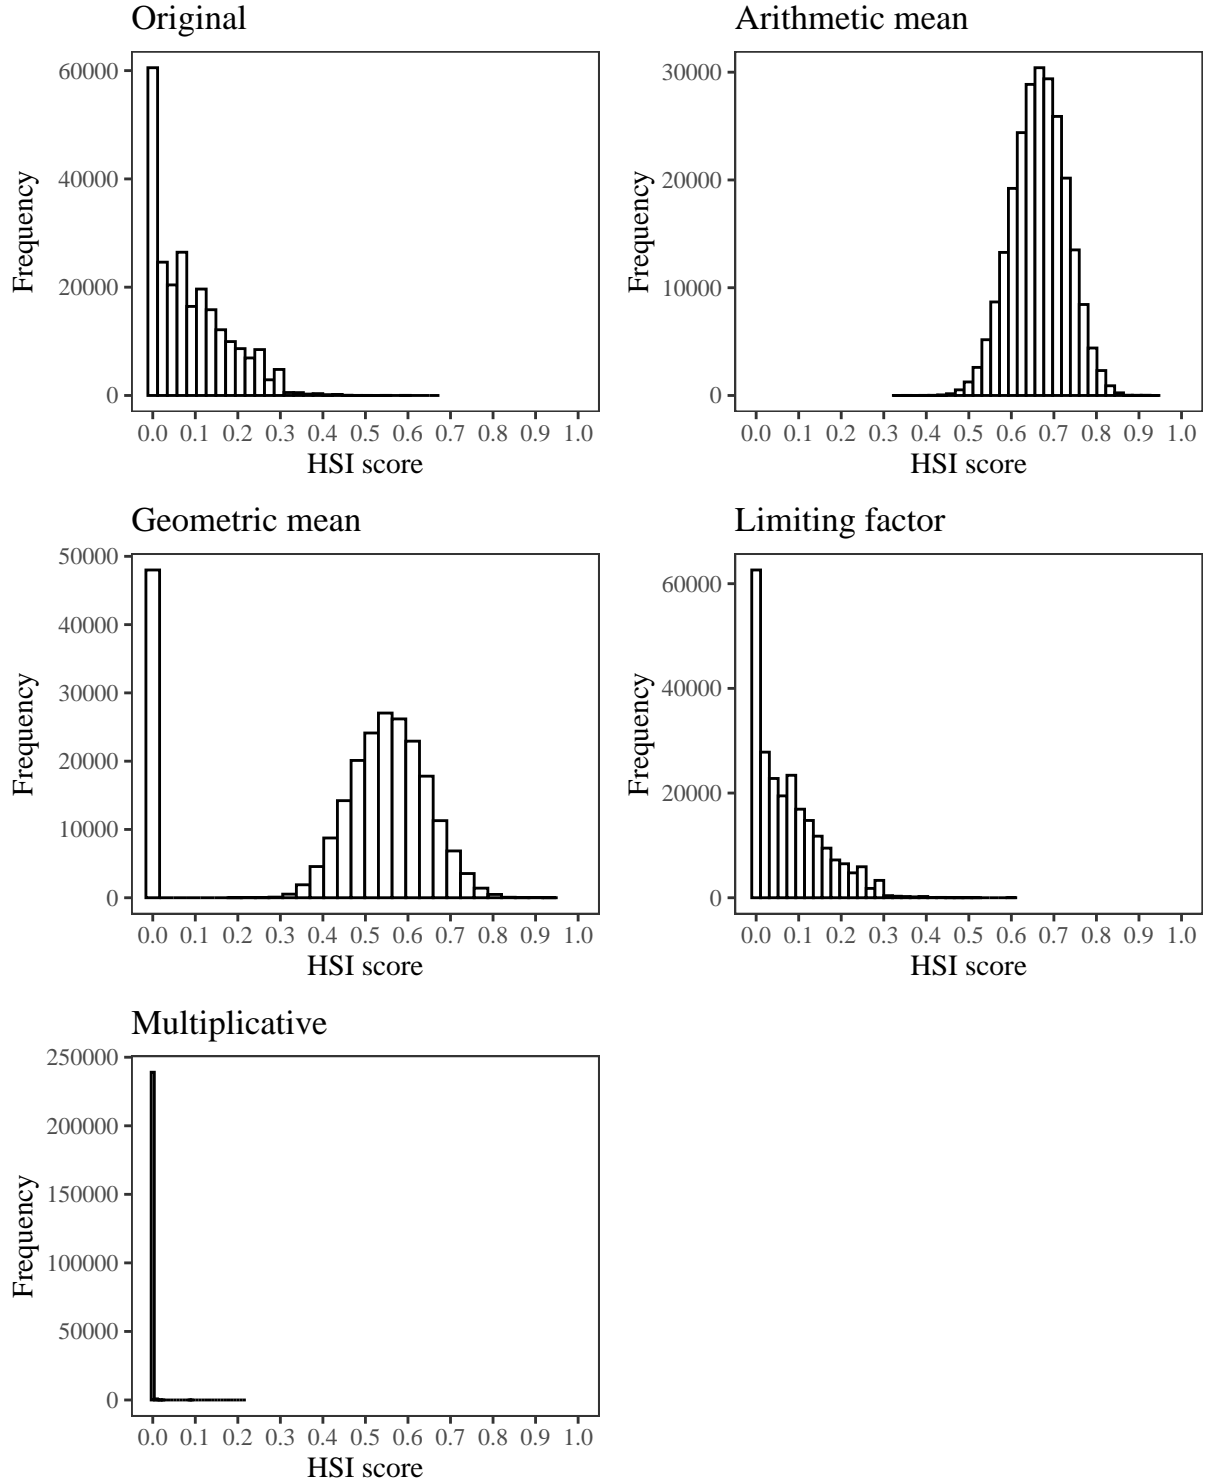 Original
Frequency
60000
40000
20000
0
0.0 0.1 0.2 0.3 0.4 0.5 0.6 0.7 0.8 0.9 1.0
HSI score
Arithmetic mean
Frequency
30000
20000
10000
0
0.0 0.1 0.2 0.3 0.4 0.5 0.6 0.7 0.8 0.9 1.0
HSI score
Geometric mean
Frequency
50000
40000
30000
20000
10000
0
0.0 0.1 0.2 0.3 0.4 0.5 0.6 0.7 0.8 0.9 1.0
HSI score
Limiting factor
Frequency
60000
40000
20000
0
0.0 0.1 0.2 0.3 0.4 0.5 0.6 0.7 0.8 0.9 1.0
HSI score
Multiplicative
Frequency
250000
200000
150000
100000
50000
0
0.0 0.1 0.2 0.3 0.4 0.5 0.6 0.7 0.8 0.9 1.0
HSI score